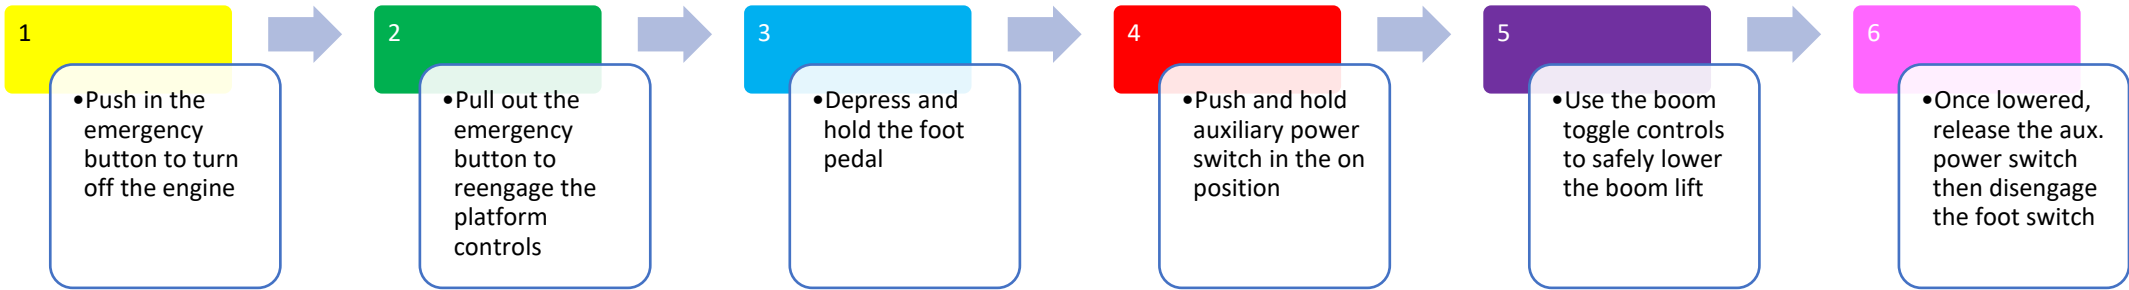 1
•Push in the
emergency
button to turn
off the engine
2
•Pull out the
emergency
button to
reengage the
platform
controls
3
•Depress and
hold the foot
pedal
4
•Push and hold
auxiliary power
switch in the on
position
5
•Use the boom
toggle controls
to safely lower
the boom lift
6
•Once lowered,
release the aux.
power switch
then disengage
the foot switch